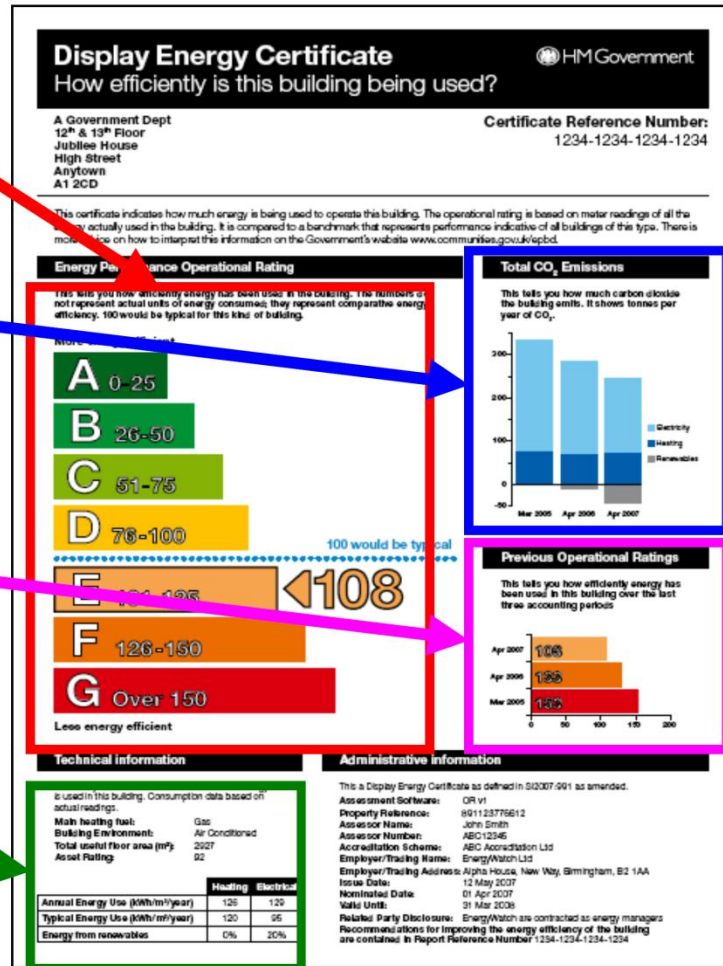 Display Energy Certificate
How efficiently is this building being used?
HM Government
A Government Dept
12th & 13th Floor
Jubilee House
High Street
Anytown
A1 2CD
Certificate Reference Number:
1234-1234-1234-1234
This certificate indicates how much energy is being used to operate this building. The operational rating is based on meter readings of all the
energy actually used in the building. It is compared to a benchmark that represents performance indicative of all buildings of this type. There is
more advice on how to interpret this information on the Government's website www.communities.gov.uk/epbd.
Energy Performance Operational Rating
This tells you how efficiently energy has been used in the building. The numbers do
not represent actual units of energy consumed; they represent comparative energy
efficiency. 100 would be typical for this kind of building.
More energy efficient
A 0-25
B 26-50
C 51-75
D 76-100
100 would be typical
E 101-125
108
F 126-150
G Over 150
Less energy efficient
Total CO2 Emissions
This tells you how much carbon dioxide
the building emits. It shows tonnes per
year of CO2.
300
200
100
0
-50
Electricity
Heating
Renewables
Mar 2005 Apr 2006 Apr 2007
Previous Operational Ratings
This tells you how efficiently energy has
been used in this building over the last
three accounting periods
Apr 2007
Apr 2006
Mar 2005 155
0 50 100 150 200
Technical information
is used in this building. Consumption data based on
actual readings.
Main heating fuel: Gas
Building Environment: Air Conditioned
Total useful floor area (m²): 2927
Asset Rating: 92
Heating Electrical
Annual Energy Use (kWh/m²/year) 126 129
Typical Energy Use (kWh/m²/year) 120 95
Energy from renewables 0% 20%
Administrative information
This a Display Energy Certificate as defined in SI2007:991 as amended.
Assessment Software: OR v1
Property Reference: 891123776612
Assessor Name: John Smith
Assessor Number: ABC12345
Accreditation Scheme: ABC Accreditation Ltd
Employer/Trading Name: EnergyWatch Ltd
Employer/Trading Address: Alpha House, New Way, Birmingham, B2 1AA
Issue Date: 12 May 2007
Nominated Date: 01 Apr 2007
Valid Until: 31 Mar 2008
Related Party Disclosure: EnergyWatch are contracted as energy managers
Recommendations for improving the energy efficiency of the building
are contained in Report Reference Number 1234-1234-1234-1234